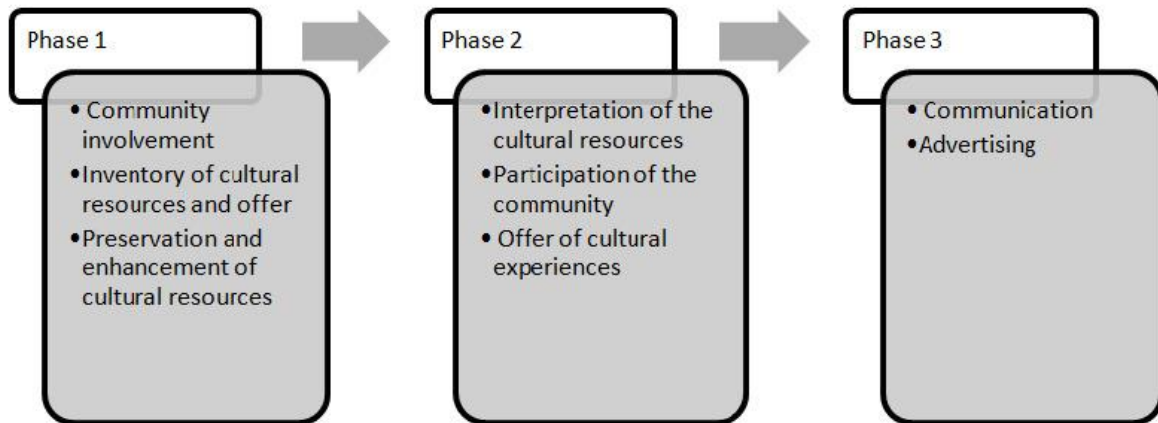 Phase 1
• Community
involvement
•Inventory of cultural
resources and offer
•Preservation and
enhancement of
cultural resources
Phase 2
•Interpretation of the
cultural resources
•Participation of the
community
• Offer of cultural
experiences
Phase 3
• Communication
•Advertising